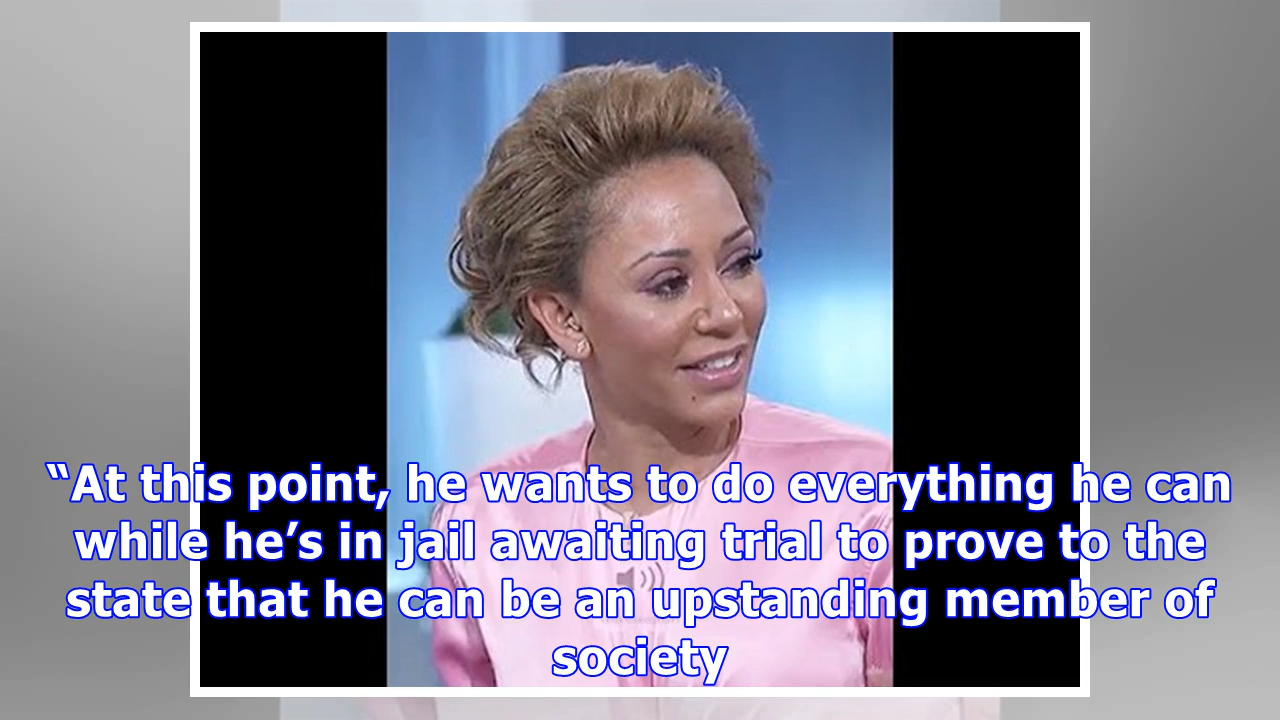 “At this point, he wants to do everything he can
while he’s in jail awaiting trial to prove to the
state that he can be an upstanding member of
society